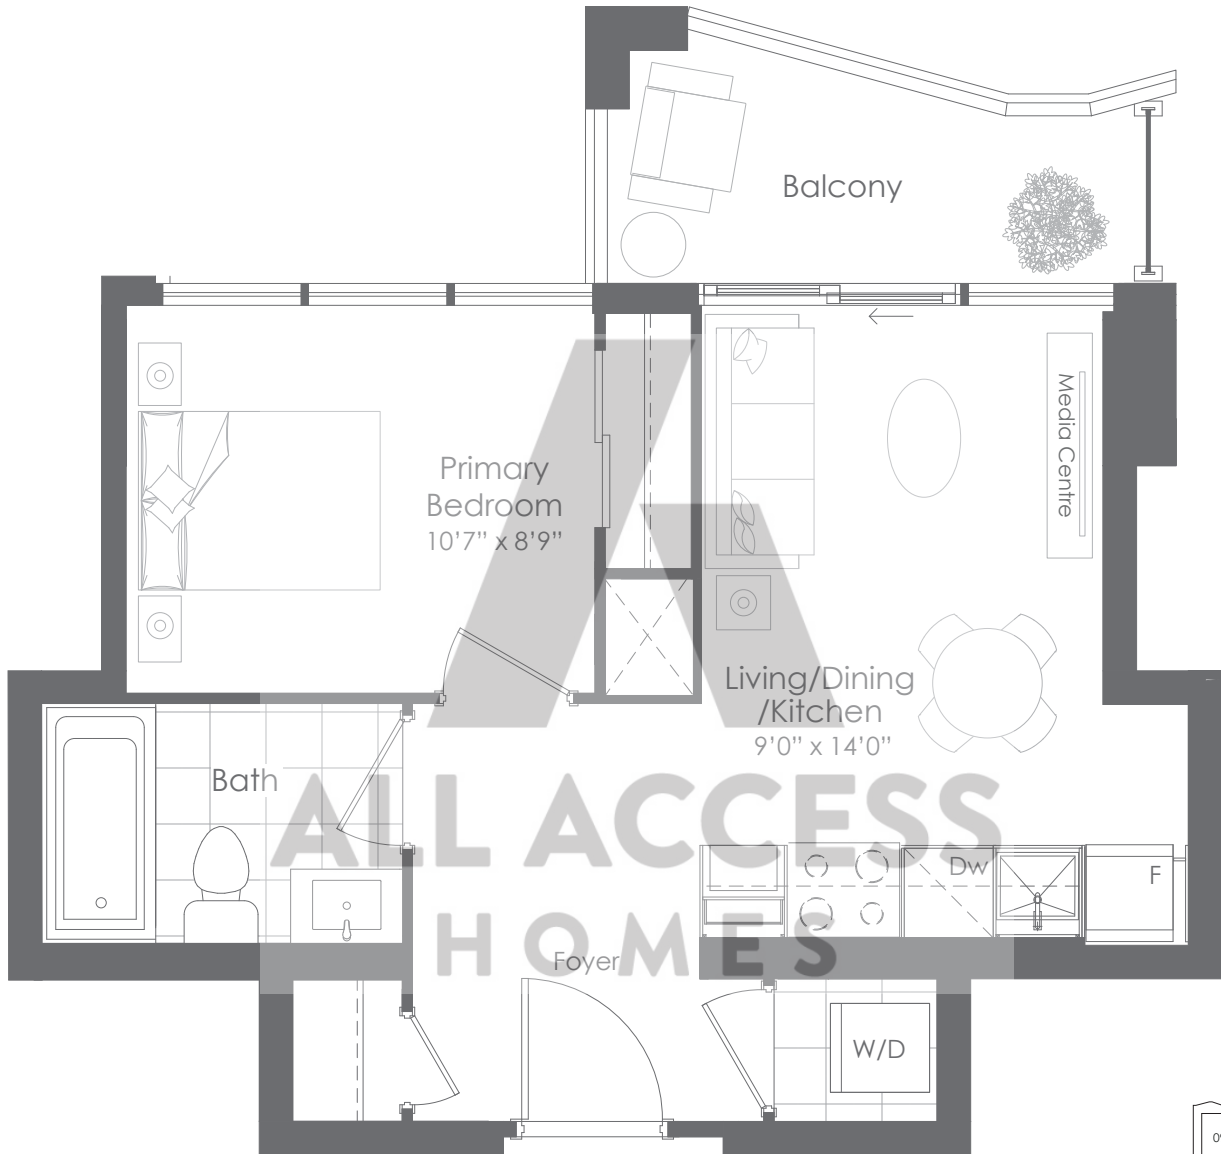 Balcony
Media Centre
Primary
Bedroom
10'7" x 8'9"
Living/Dining
/Kitchen
9'0" x 14'0"
Bath
ALL ACCESS
HOMES
Dw
F
Foyer
W/D